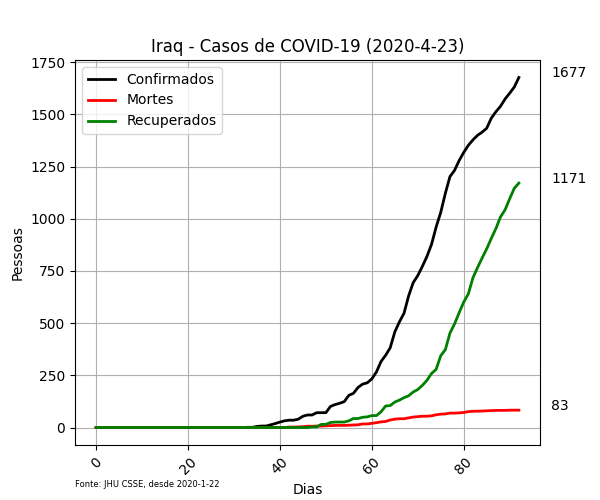 Iraq - Casos de COVID-19 (2020-4-23)
Confirmados
Mortes
Recuperados
1750
1500
1250
1000
750
500
250
0
Pessoas
1677
1171
83
0
20
40
60
80
Dias
Fonte: JHU CSSE, desde 2020-1-22